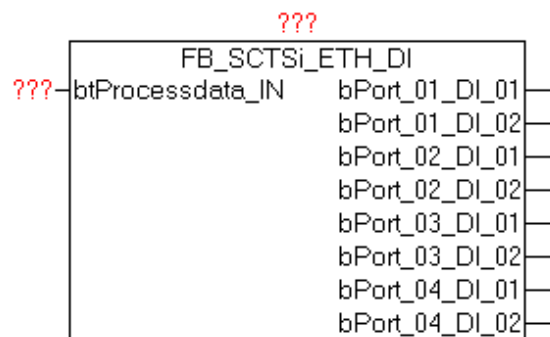 ???
FB_SCTSi_ETH_DI
??? btProcessdata_IN bPort_01_DI_01
bPort_01_DI_02
bPort_02_DI_01
bPort_02_DI_02
bPort_03_DI_01
bPort_03_DI_02
bPort_04_DI_01
bPort_04_DI_02